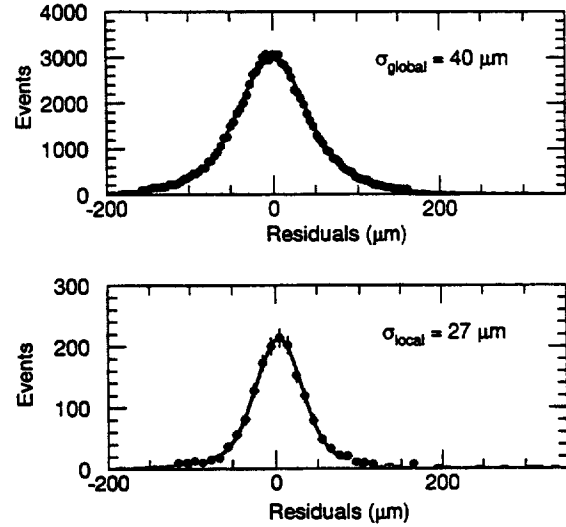 4000
3000
2000
1000
0
Events
σglobal = 40 μm
-200 0 200
Residuals (μm)
300
200
100
0
Events
σlocal = 27 μm
-200 0 200
Residuals (μm)